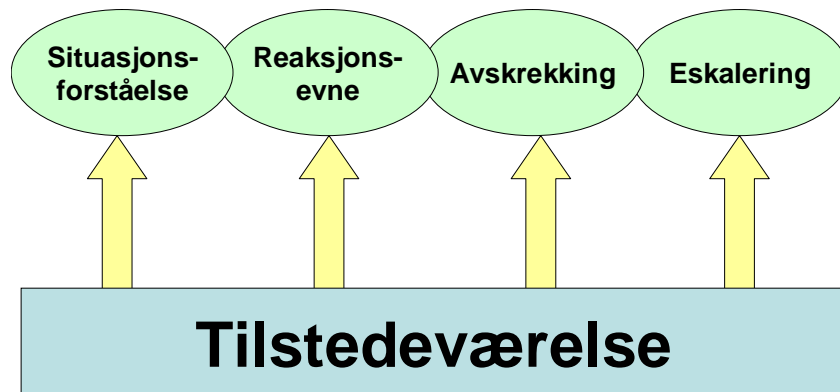 Situasjons-
forståelse
Reaksjons-
evne
Avskrekking
Eskalering
Tilstedeværelse